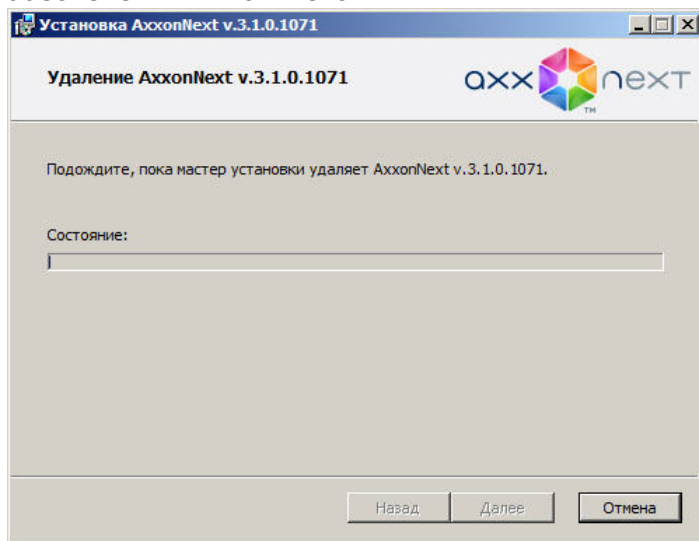 Установка AxxonNext v.3.1.0.1071
Удаление AxxonNext v.3.1.0.1071
axx next
TM
Подождите, пока мастер установки удаляет AxxonNext v.3.1.0.1071.
Состояние:
Назад Далее Отмена